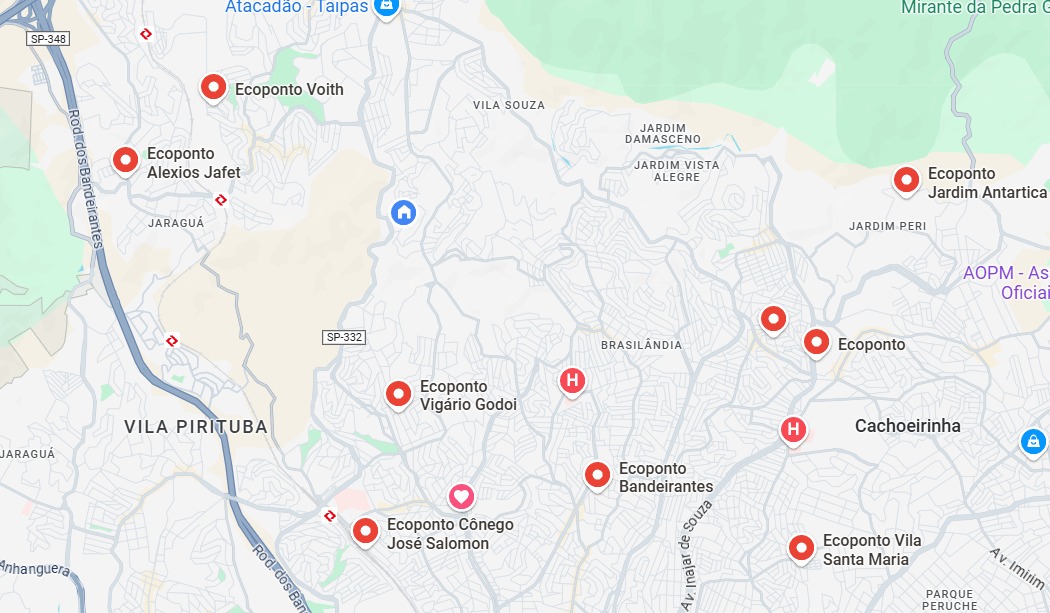 Atacadão - Taipas
Mirante da Pedra G
SP-348
Ecoponto Voith
VILA SOUZA
Rod. dos Bandeirantes
JARDIM
DAMASCENO
Ecoponto
Alexios Jafet
JARDIM VISTA
ALEGRE
Ecoponto
Jardim Antartica
JARAGUÁ
JARDIM PERI
AOPM - As
Oficiai
SP-332
BRASILÂNDIA
Ecoponto
H
Ecoponto
Vigário Godoi
VILA PIRITUBA
H
Cachoeirinha
JARAGUÁ
Ecoponto
Bandeirantes
Ecoponto Cônego
José Salomon
Av. Inajar de Souza
Ecoponto Vila
Santa Maria
Anhanguera
Rod. dos Ban
Av. Imirim
PARQUE
PERUCHE